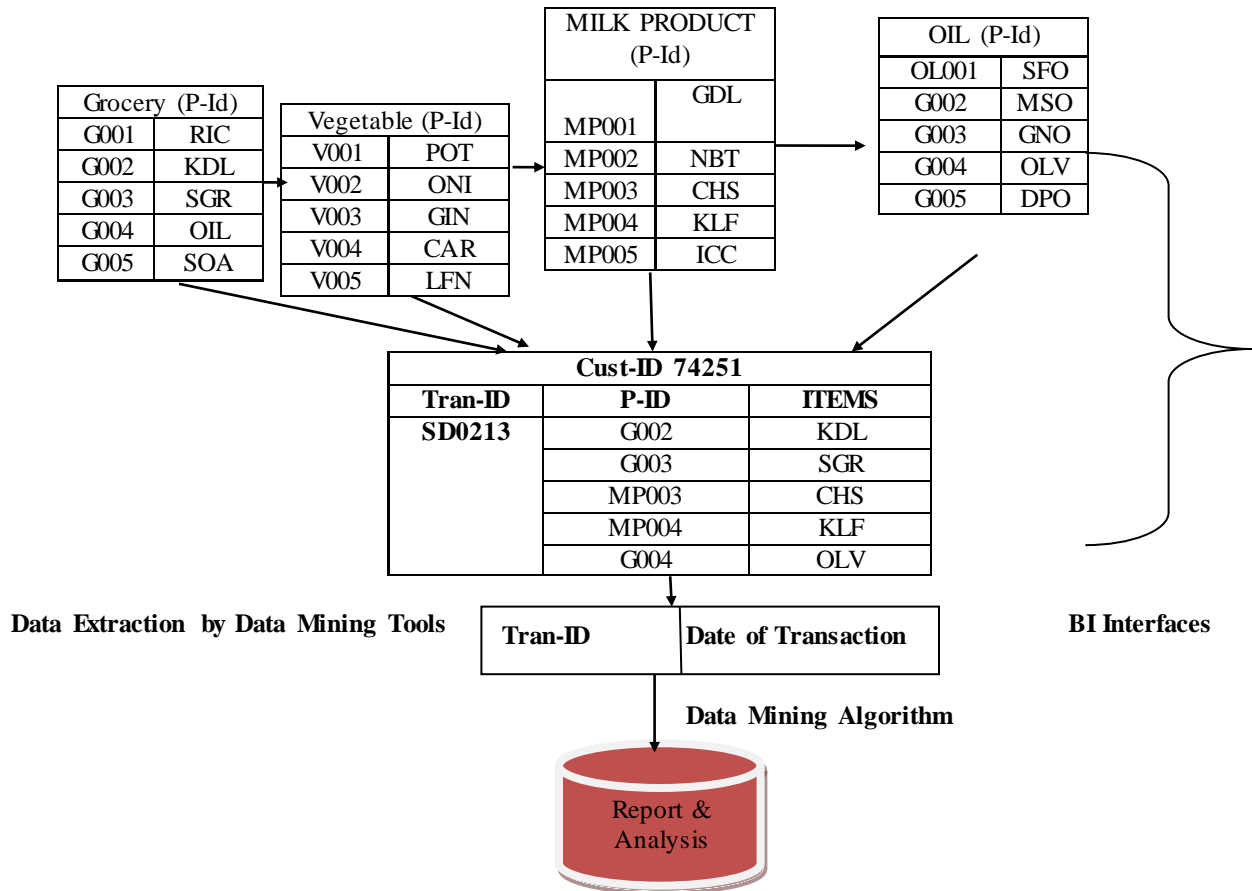 Grocery (P-Id)
G001 RIC
G002 KDL
G003 SGR
G004 OIL
G005 SOA
Vegetable (P-Id)
V001 POT
V002 ONI
V003 GIN
V004 CAR
V005 LFN
MILK PRODUCT
(P-Id)
GDL
MP001
MP002 NBT
MP003 CHS
MP004 KLF
MP005 ICC
OIL (P-Id)
OL001 SFO
G002 MSO
G003 GNO
G004 OLV
G005 DPO
Cust-ID 74251
Tran-ID P-ID ITEMS
SD0213 G002 KDL
G003 SGR
MP003 CHS
MP004 KLF
G004 OLV
Data Extraction by Data Mining Tools
Tran-ID Date of Transaction
BI Interfaces
Data Mining Algorithm
Report &
Analysis